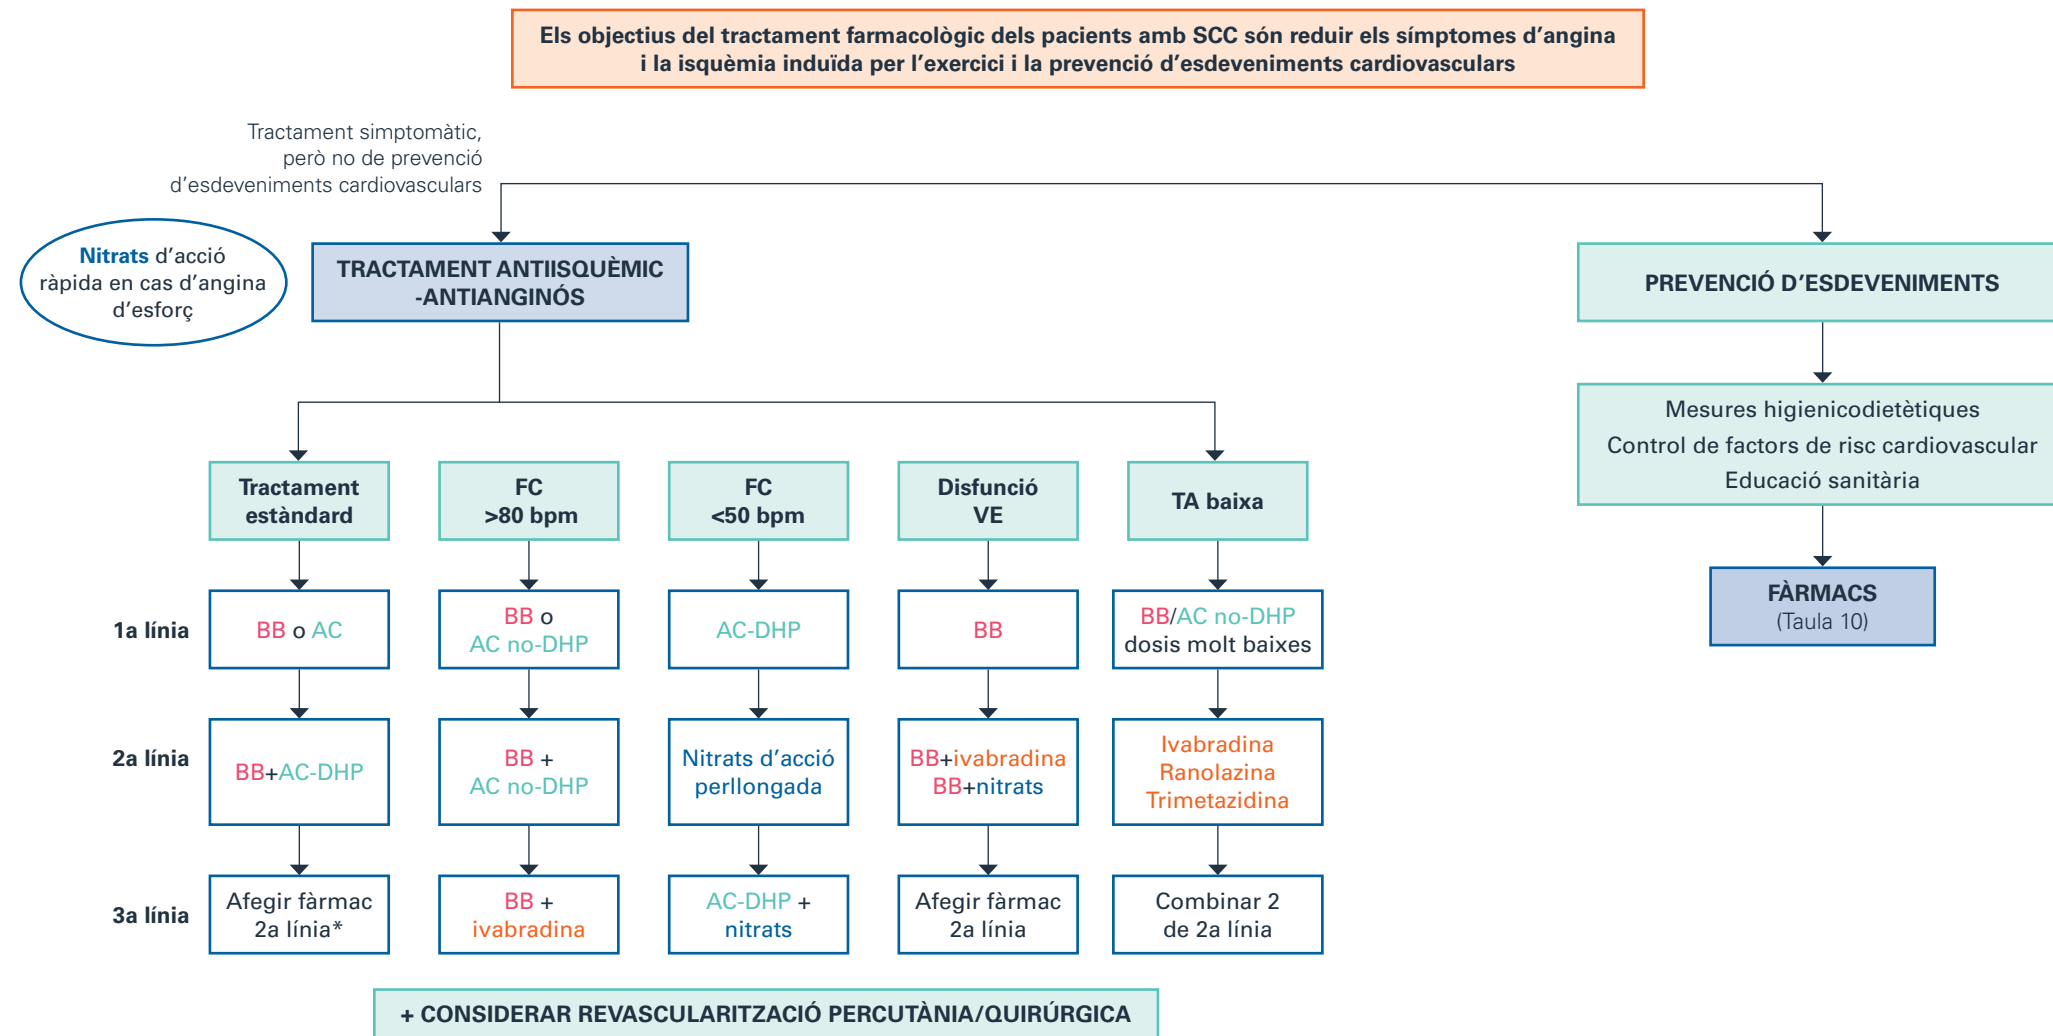 Els objectius del tractament farmacològic dels pacients amb SCC són reduir els símptomes d'angina
i la isquèmia induïda per l'exercici i la prevenció d'esdeveniments cardiovasculars
Tractament simptomàtic,
però no de prevenció
d'esdeveniments cardiovasculars
Nitrats d'acció
ràpida en cas d'angina
d'esforç
TRACTAMENT ANTIISQUÈMIC
-ANTIANGINÓS
PREVENCIÓ D'ESDEVENIMENTS
Mesures higienicodietètiques
Control de factors de risc cardiovascular
Educació sanitària
FÀRMACS
(Taula 10)
Tractament
estàndard
FC
>80 bpm
FC
<50 bpm
Disfunció
VE
TA baixa
1a línia
BB o AC
BB o
AC no-DHP
AC-DHP
BB
BB/AC no-DHP
dosis molt baixes
2a línia
BB+AC-DHP
BB +
AC no-DHP
Nitrats d'acció
perllongada
BB+ivabradina
BB+nitrats
Ivabradina
Ranolazina
Trimetazidina
3a línia
Afegir fàrmac
2a línia*
BB +
ivabradina
AC-DHP +
nitrats
Afegir fàrmac
2a línia
Combinar 2
de 2a línia
+ CONSIDERAR REVASCULARITZACIÓ PERCUTÀNIA/QUIRÚRGICA